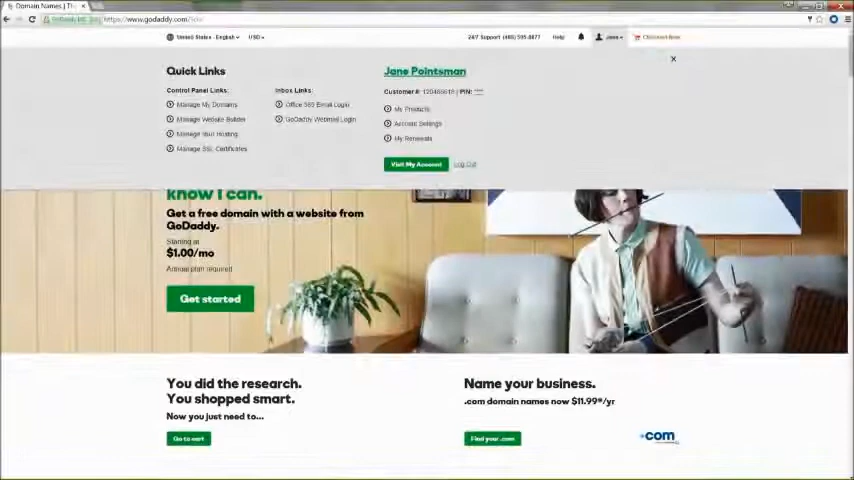 Domain Names | Th
https://www.godaddy.com/
United States - English
USD
24/7 Support
Help
Jane
Quick Links
Jane Pointsman
Control Panel Links:
Inbox Links:
Customer #:
| PIN:
Manage My Domains
Office 365 Email Login
My Products
Manage Website Builder
GoDaddy Webmail Login
Account Settings
Manage Your Hosting
My Renewals
Manage SSL Certificates
Visit My Account
Log Out
know I can.
Get a free domain with a website from
GoDaddy.
Starting at
$1.00/mo
Annual plan required
Get started
You did the research.
You shopped smart.
Now you just need to...
Go to cart
Name your business.
.com domain names now $11.99*/yr
Find your .com
.com